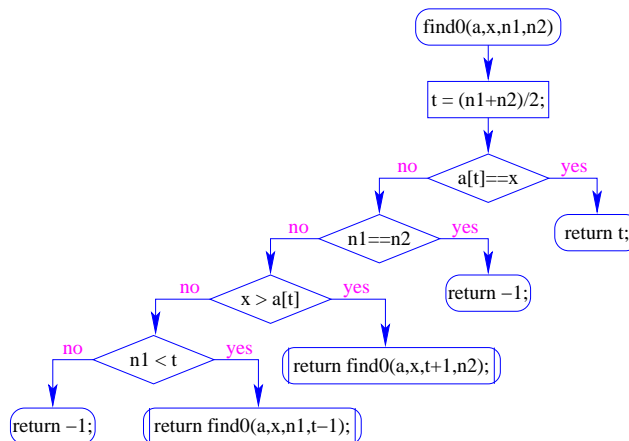 find0(a,x,n1,n2)
t = (n1+n2)/2;
no
yes
a[t]==x
return t;
no
yes
n1==n2
return −1;
no
yes
x > a[t]
return find0(a,x,t+1,n2);
no
yes
n1 < t
return −1;
return find0(a,x,n1,t−1);